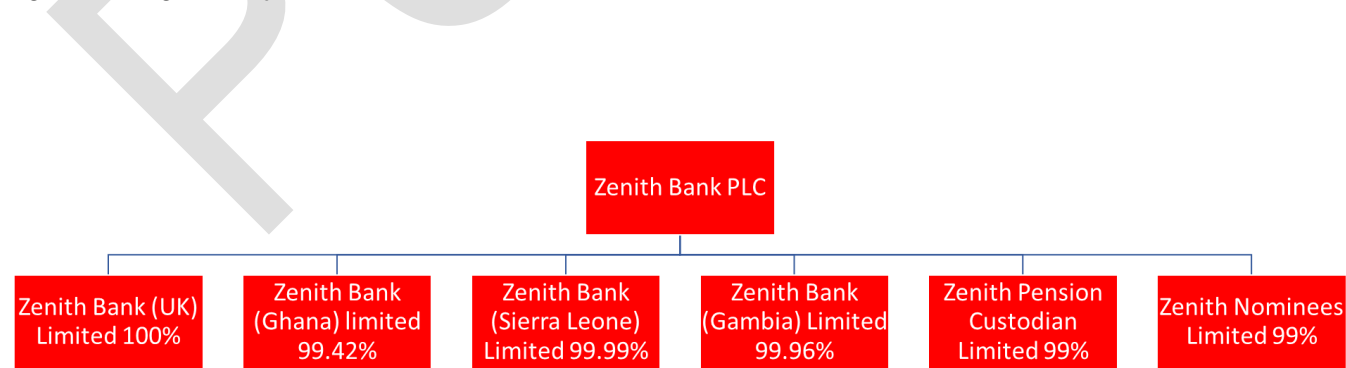 Zenith Bank PLC
Zenith Bank (UK)
Limited 100%
Zenith Bank
(Ghana) limited
99.42%
Zenith Bank
(Sierra Leone)
Limited 99.99%
Zenith Bank
(Gambia) Limited
99.96%
Zenith Pension
Custodian
Limited 99%
Zenith Nominees
Limited 99%